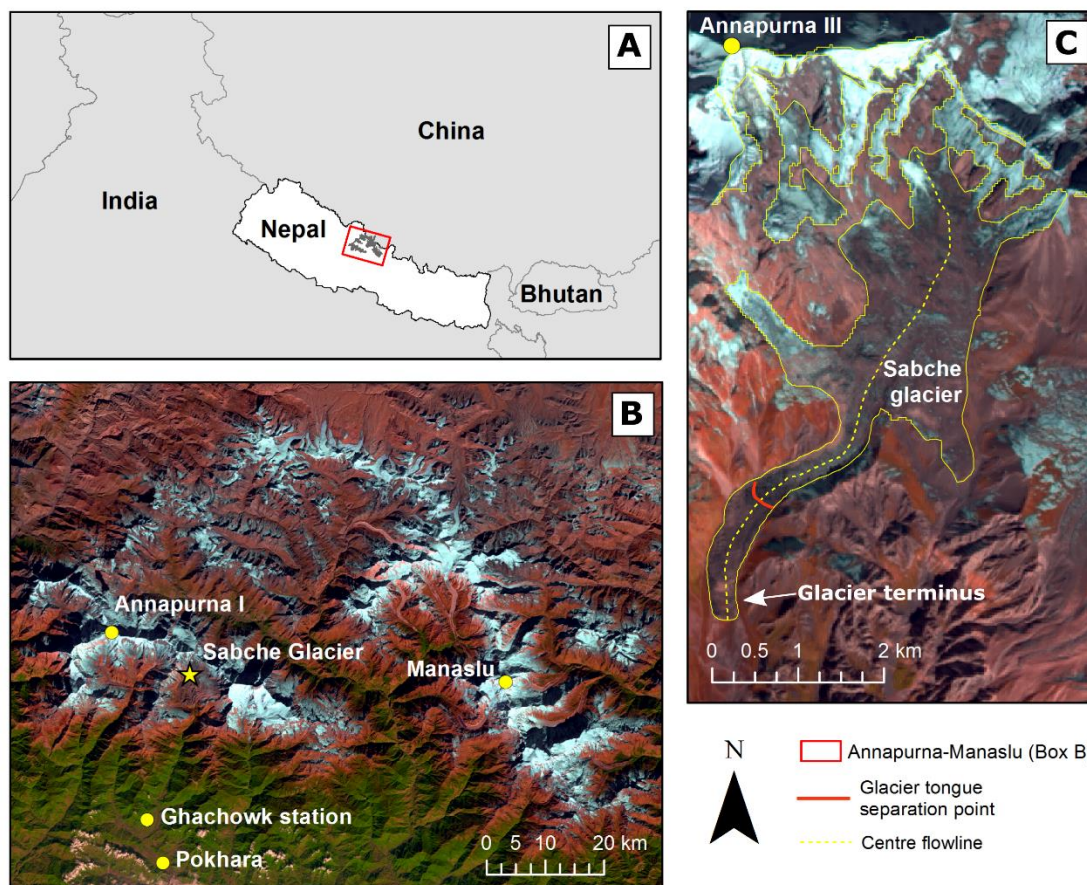 A
China
India
Nepal
Bhutan
B
Annapurna I
Sabche Glacier
Manaslu
Ghachowk station
Pokhara
0 5 10 20 km
C
Annapurna III
Sabche
glacier
Glacier terminus
0 0.5 1 2 km
N
Annapurna-Manaslu (Box B
Glacier tongue
separation point
Centre flowline